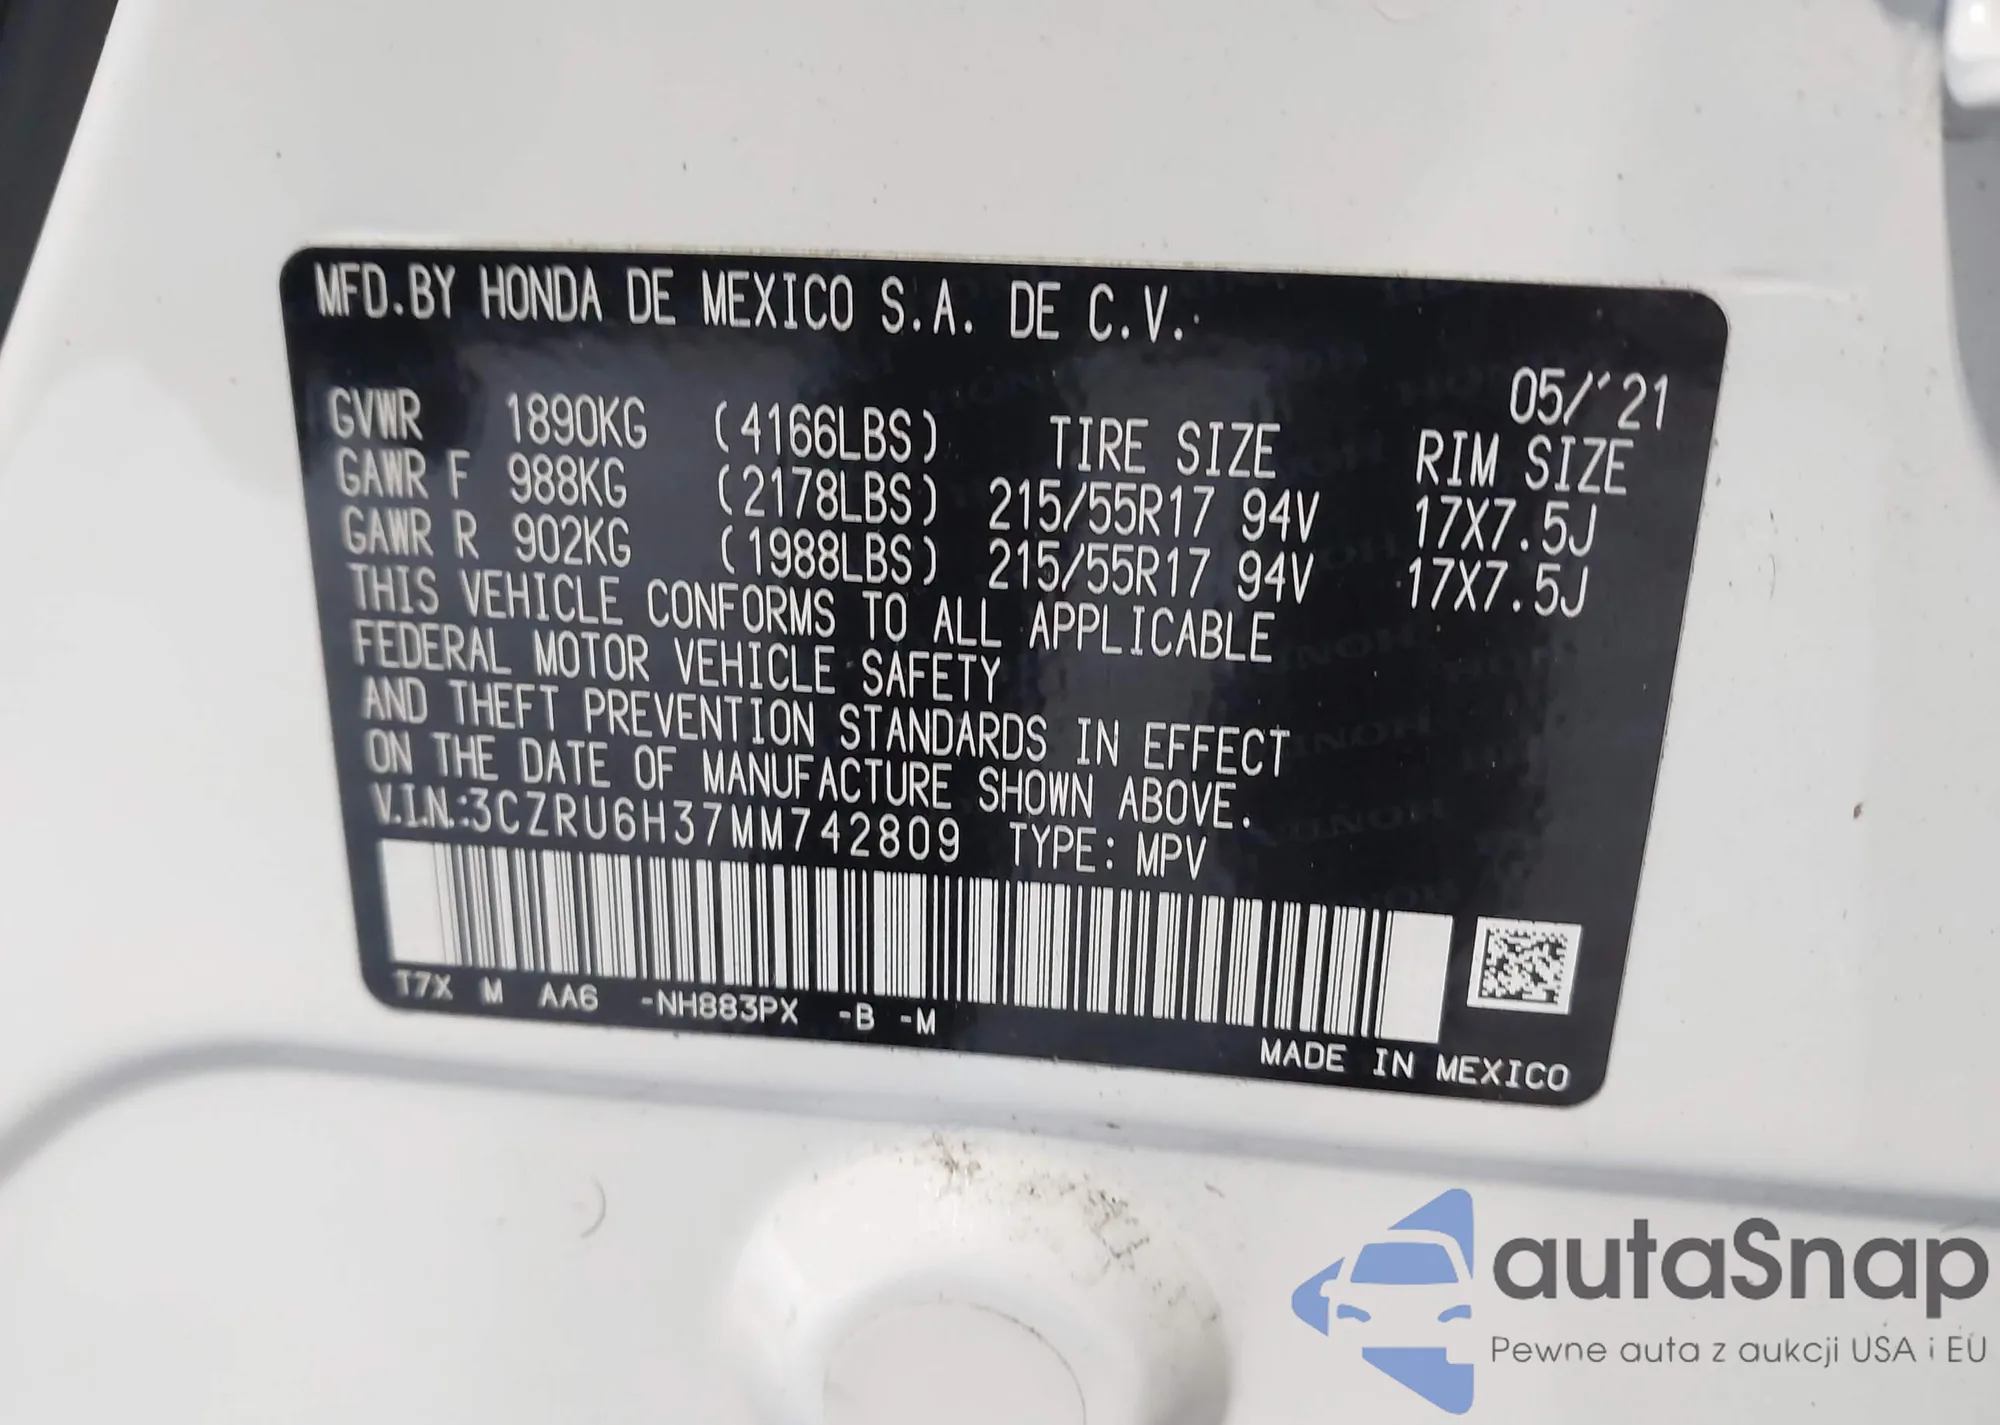 MFD.BY HONDA DE MEXICO S.A. DE C.V.
05/'21
GVWR 1890KG (4166LBS) TIRE SIZE RIM SIZE
GAWR F 988KG (2178LBS) 215/55R17 94V 17X7.5J
GAWR R 902KG (1988LBS) 215/55R17 94V 17X7.5J
THIS VEHICLE CONFORMS TO ALL APPLICABLE
FEDERAL MOTOR VEHICLE SAFETY
AND THEFT PREVENTION STANDARDS IN EFFECT
ON THE DATE OF MANUFACTURE SHOWN ABOVE.
V.I.N.:3CZRU6H37MM742809 TYPE: MPV
T7X M AA6 -NH883PX -B -M
MADE IN MEXICO
autaSnap
Pewne auta z aukcji USA i EU